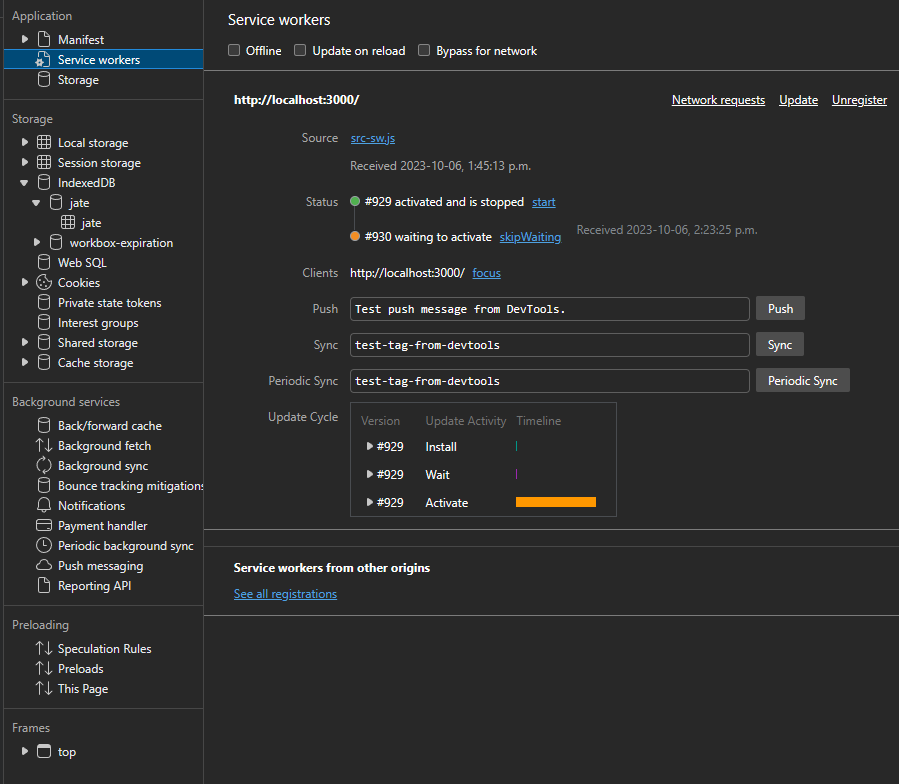 Application
Manifest
Service workers
Storage
Storage
Local storage
Session storage
IndexedDB
jate
jate
workbox-expiration
Web SQL
Cookies
Private state tokens
Interest groups
Shared storage
Cache storage
Background services
Back/forward cache
Background fetch
Background sync
Bounce tracking mitigations
Notifications
Payment handler
Periodic background sync
Push messaging
Reporting API
Preloading
Speculation Rules
Preloads
This Page
Frames
top
Service workers
Offline Update on reload Bypass for network
http://localhost:3000/ Network requests Update Unregister
Source src-sw.js
Received 2023-10-06, 1:45:13 p.m.
Status #929 activated and is stopped start
#930 waiting to activate skipWaiting Received 2023-10-06, 2:23:25 p.m.
Clients http://localhost:3000/ focus
Push Test push message from DevTools. Push
Sync test-tag-from-devtools Sync
Periodic Sync test-tag-from-devtools Periodic Sync
Update Cycle Version Update Activity Timeline
#929 Install
#929 Wait
#929 Activate
Service workers from other origins
See all registrations